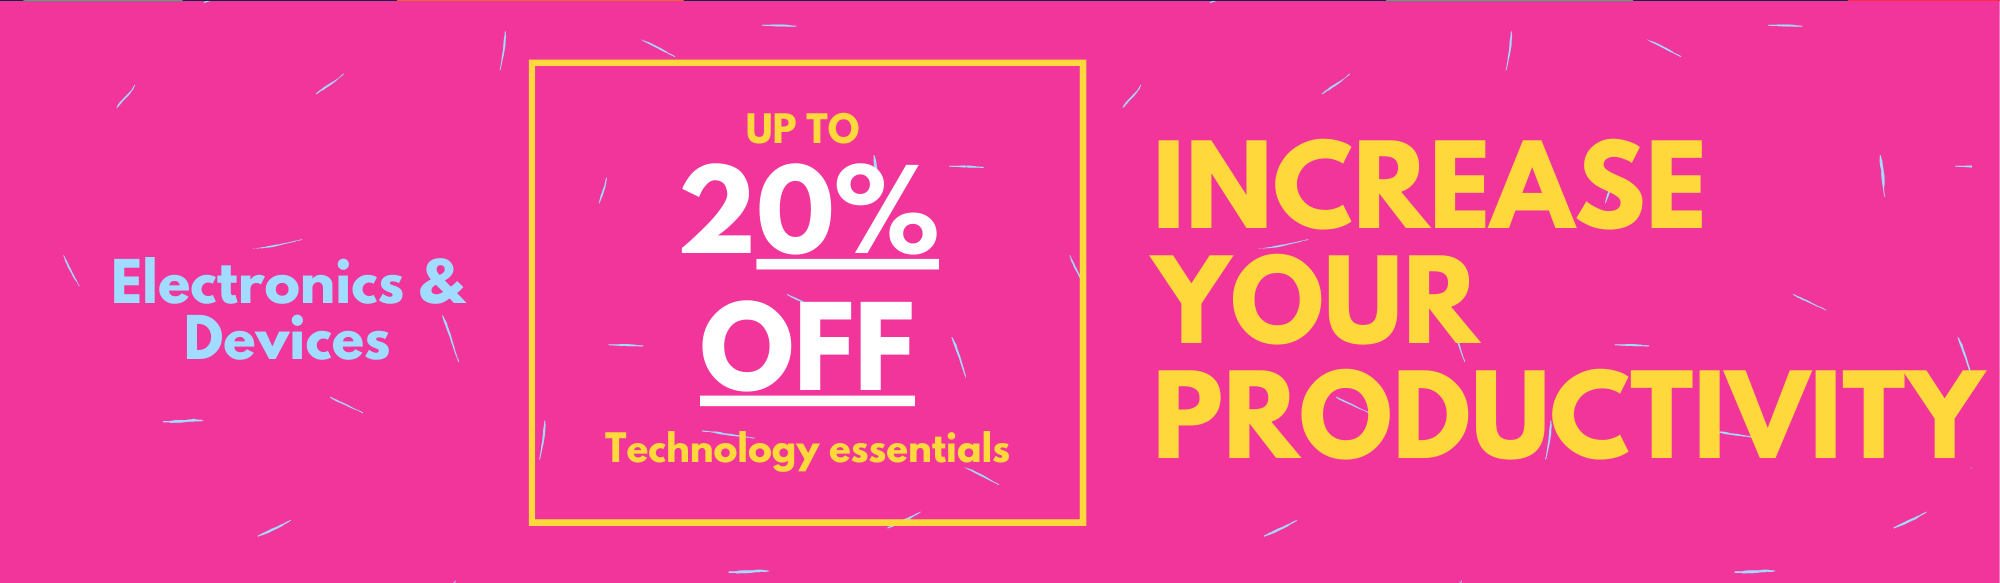 Electronics &
Devices
UP TO
20%
OFF
Technology essentials
INCREASE
YOUR
PRODUCTIVITY